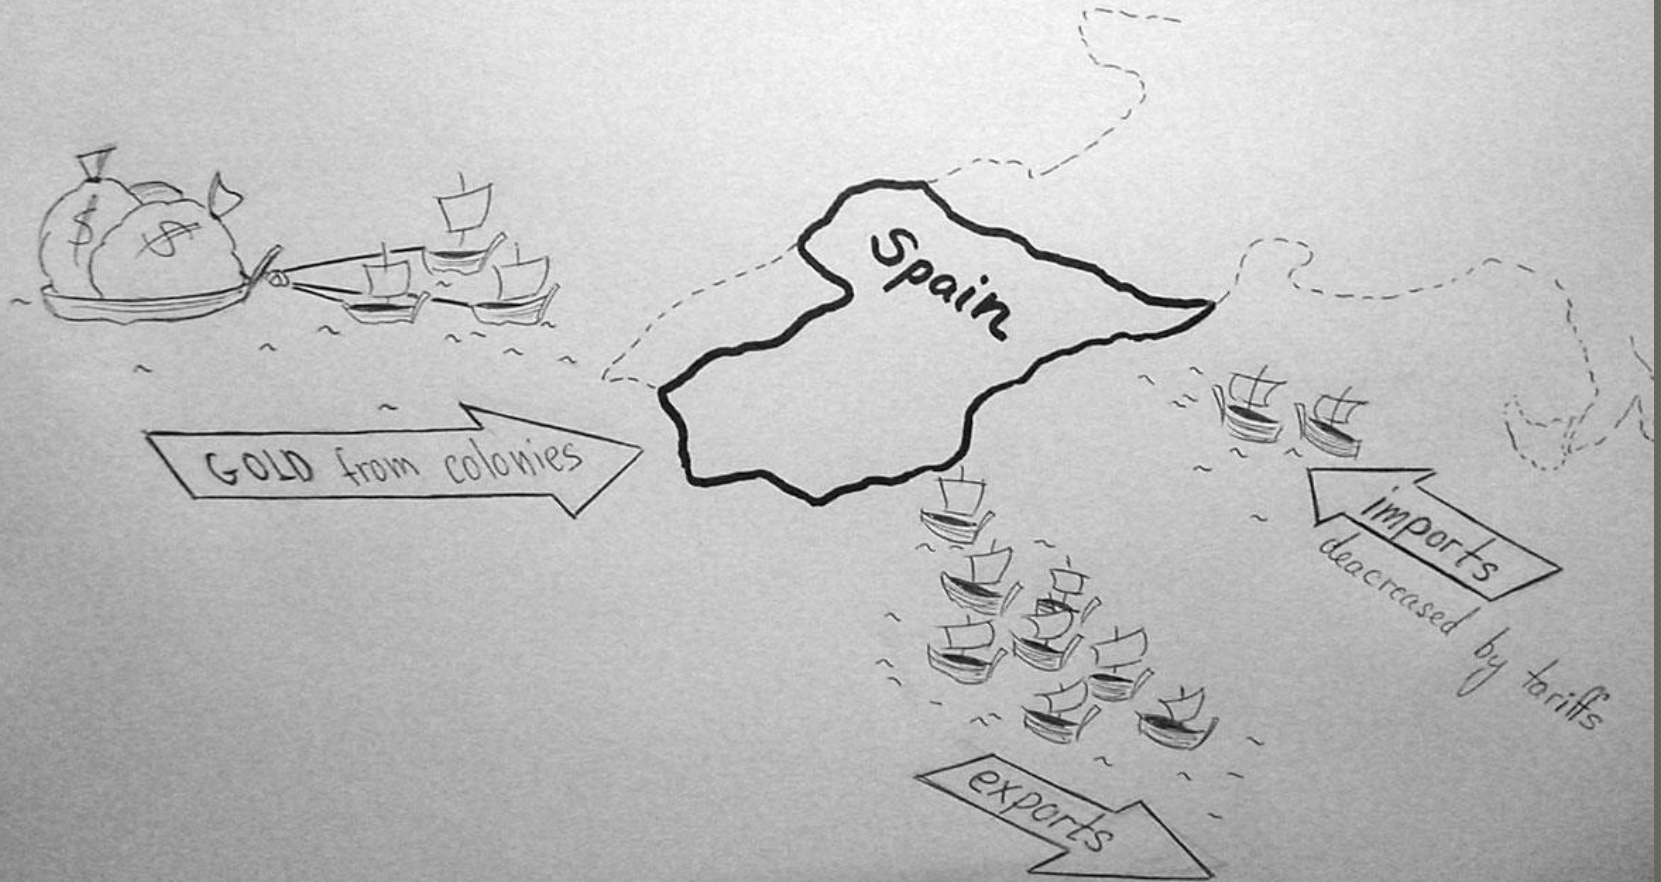 $
$
Spain
GOLD from colonies
imports
deacreased by tariffs
exports